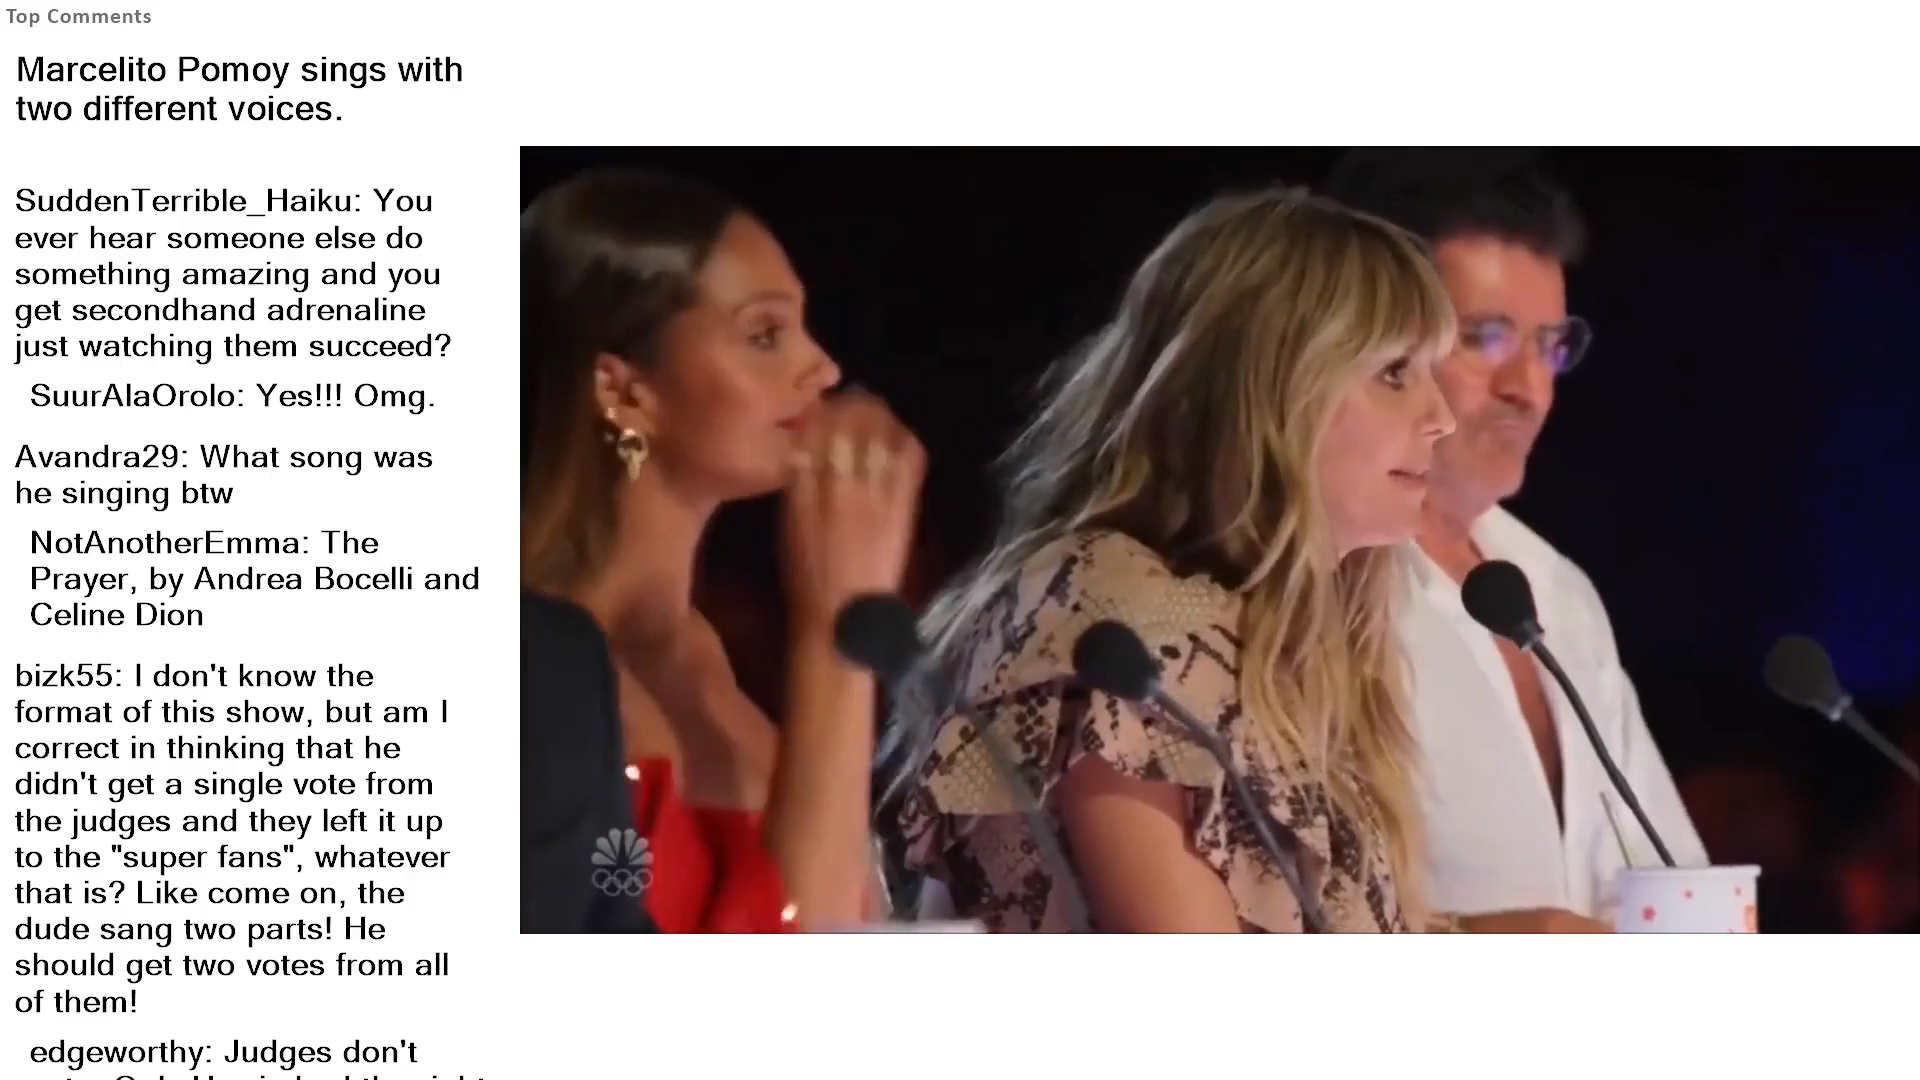 Top Comments
Marcelito Pomoy sings with
two different voices.
SuddenTerrible_Haiku: You
ever hear someone else do
something amazing and you
get secondhand adrenaline
just watching them succeed?
SuurAlaOrolo: Yes!!! Omg.
Avandra29: What song was
he singing btw
NotAnotherEmma: The
Prayer, by Andrea Bocelli and
Celine Dion
bizk55: I don't know the
format of this show, but am I
correct in thinking that he
didn't get a single vote from
the judges and they left it up
to the "super fans", whatever
that is? Like come on, the
dude sang two parts! He
should get two votes from all
of them!
edgeworthy: Judges don't